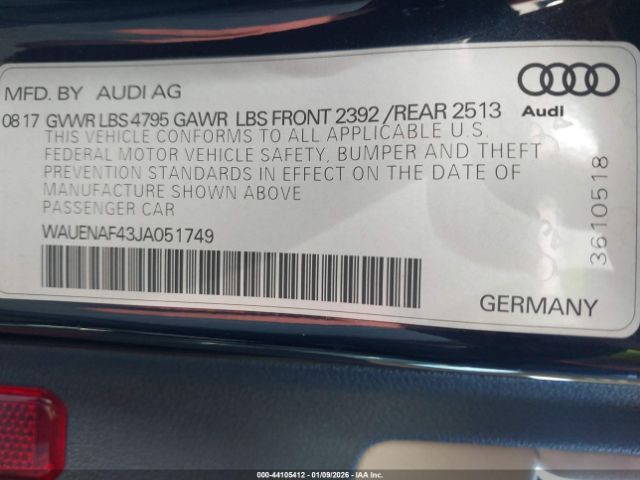 MFD. BY AUDI AG
08 17 GVWR LBS 4795 GAWR LBS FRONT 2392 /REAR 2513
THIS VEHICLE CONFORMS TO ALL APPLICABLE U.S.
FEDERAL MOTOR VEHICLE SAFETY, BUMPER AND THEFT
PREVENTION STANDARDS IN EFFECT ON THE DATE OF
MANUFACTURE SHOWN ABOVE
PASSENGER CAR
WAUENAF43JA051749
Audi
3610518
GERMANY
000-44105412 - 01/09/2026 - IAA Inc.